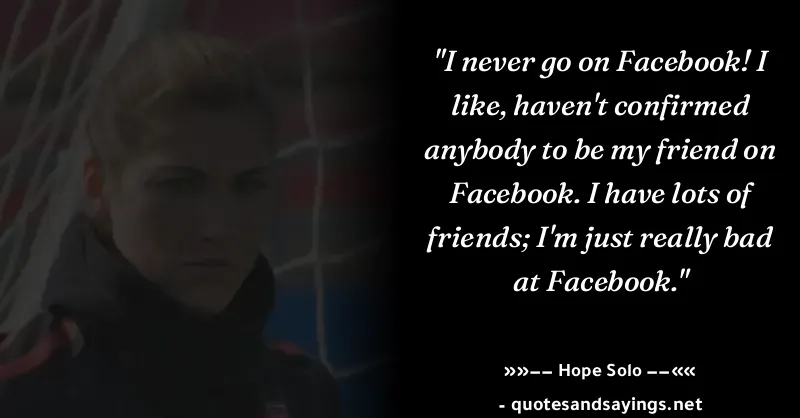 "I never go on Facebook! I
like, haven't confirmed
anybody to be my friend on
Facebook. I have lots of
friends; I'm just really bad
at Facebook."
»»−− Hope Solo −−««
- quotesandsayings.net